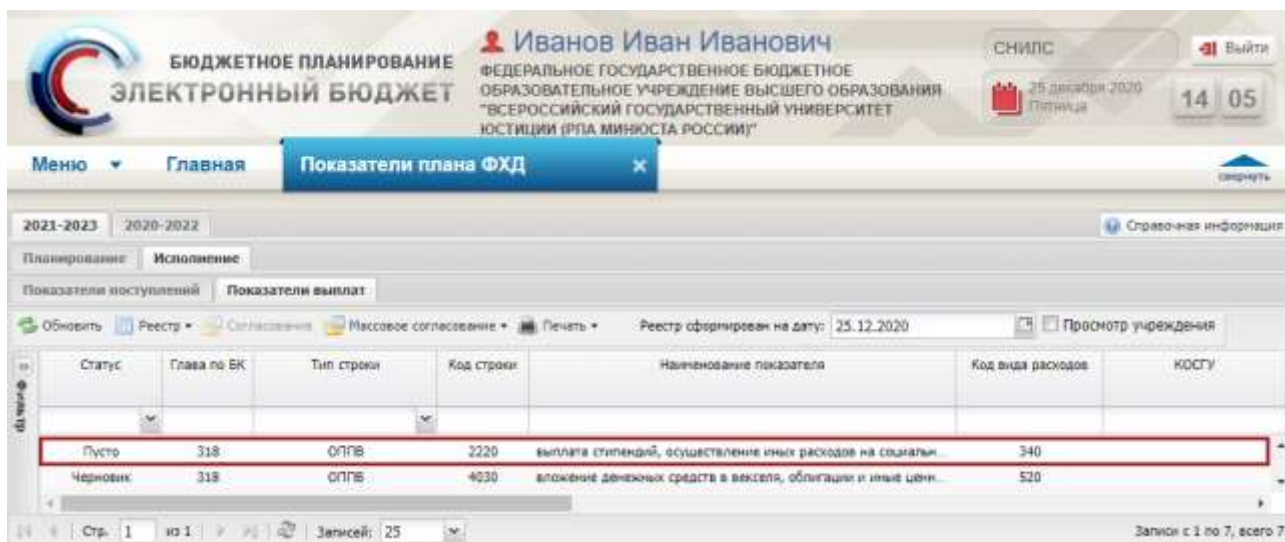 БЮДЖЕТНОЕ ПЛАНИРОВАНИЕ
ЭЛЕКТРОННЫЙ БЮДЖЕТ
Иванов Иван Иванович
ФЕДЕРАЛЬНОЕ ГОСУДАРСТВЕННОЕ БЮДЖЕТНОЕ
ОБРАЗОВАТЕЛЬНОЕ УЧРЕЖДЕНИЕ ВЫСШЕГО ОБРАЗОВАНИЯ
"ВСЕРОССИЙСКИЙ ГОСУДАРСТВЕННЫЙ УНИВЕРСИТЕТ
ЮСТИЦИИ (РПА МИНЮСТА РОССИИ)"
СНИЛС
Выйти
25 декабря 2020
Пятница
14 05
Меню Главная Показатели плана ФХД
свернуть
2021-2023 2020-2022 Справочная информация
Планирование Исполнение
Показатели поступлений Показатели выплат
Обновить Реестр Согласование Массовое согласование Печать Реестр сформирован на дату: 25.12.2020 Просмотр учреждения
Фильтр
Статус Глава по БК Тип строки Код строки Наименование показателя Код вида расходов КОСГУ
Пусто 318 ОППВ 2220 выплата стипендий, осуществление иных расходов на социальн... 340
Черновик 318 ОППВ 4030 вложение денежных средств в векселя, облигации и иные ценн... 520
Стр. 1 из 1 Записей: 25 Записи с 1 по 7, всего 7